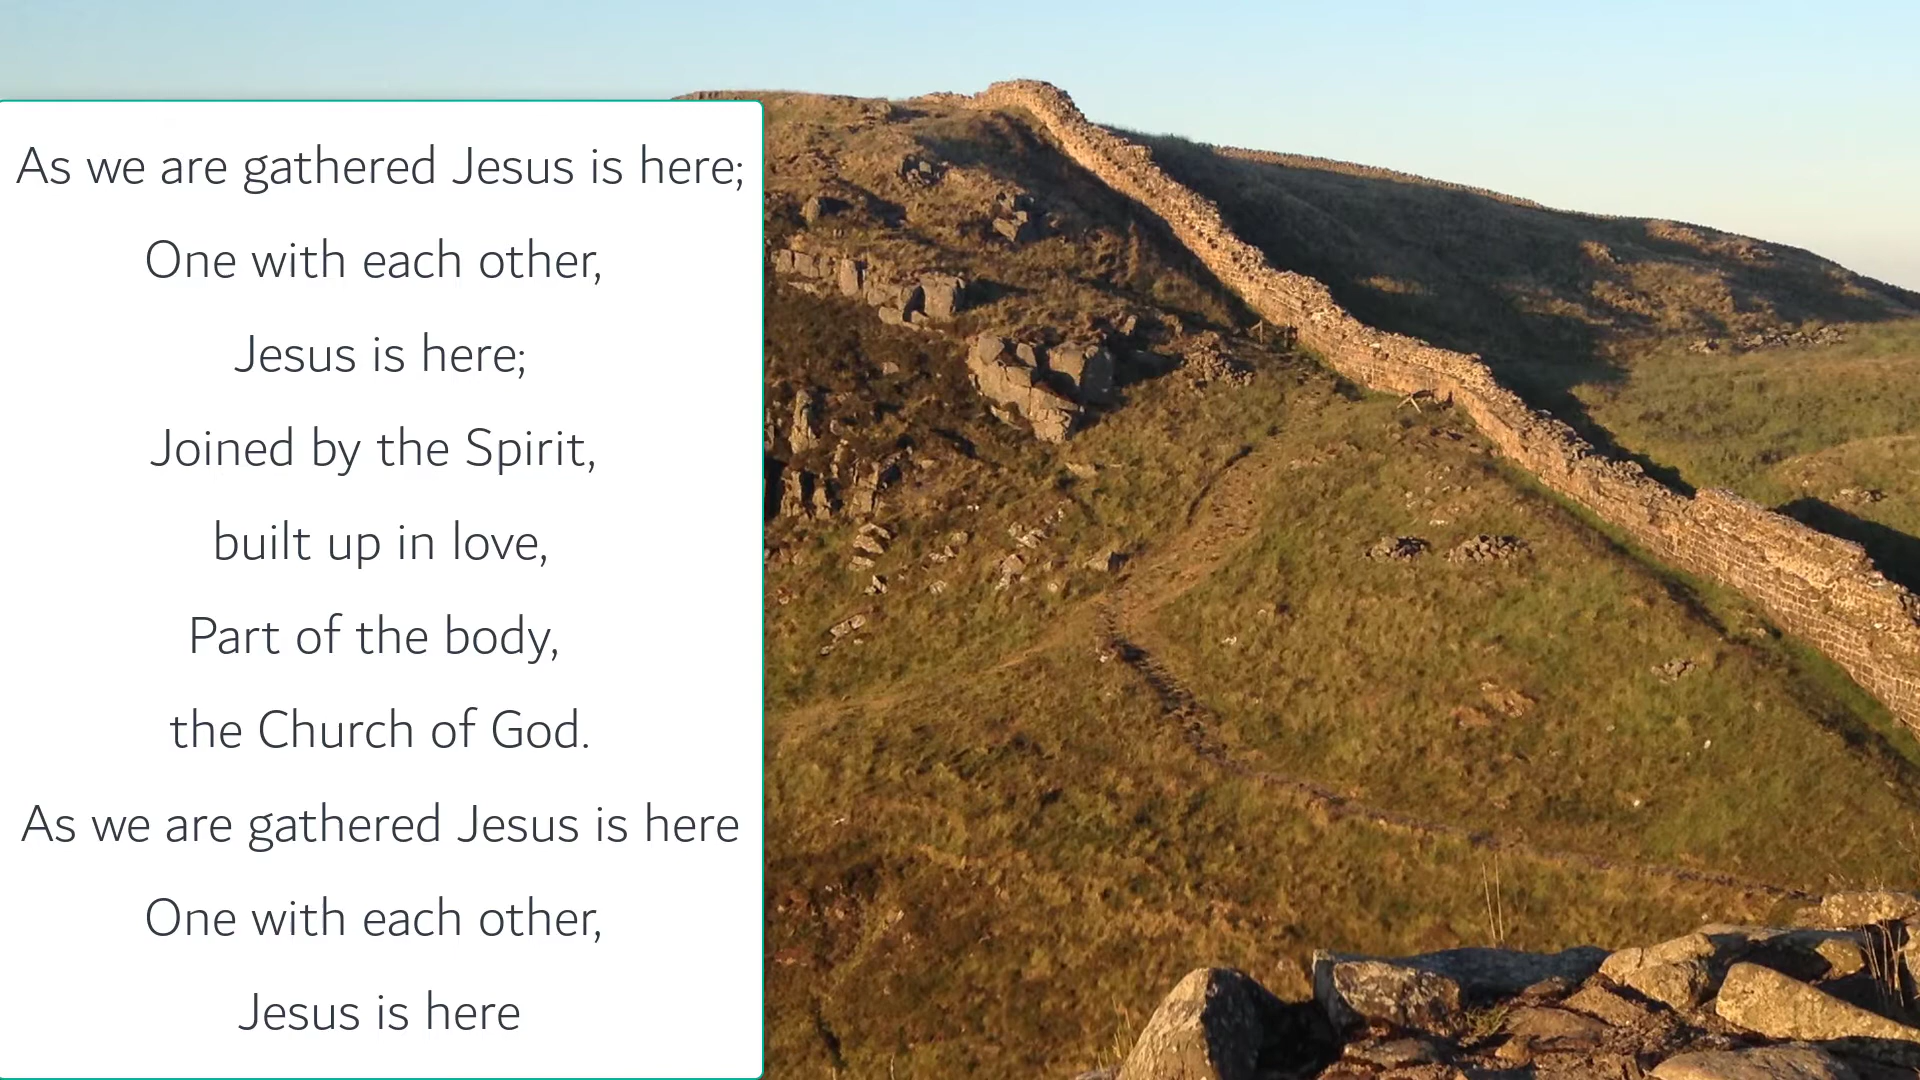 As we are gathered Jesus is here;
One with each other,
Jesus is here;
Joined by the Spirit,
built up in love,
Part of the body,
the Church of God.
As we are gathered Jesus is here
One with each other,
Jesus is here